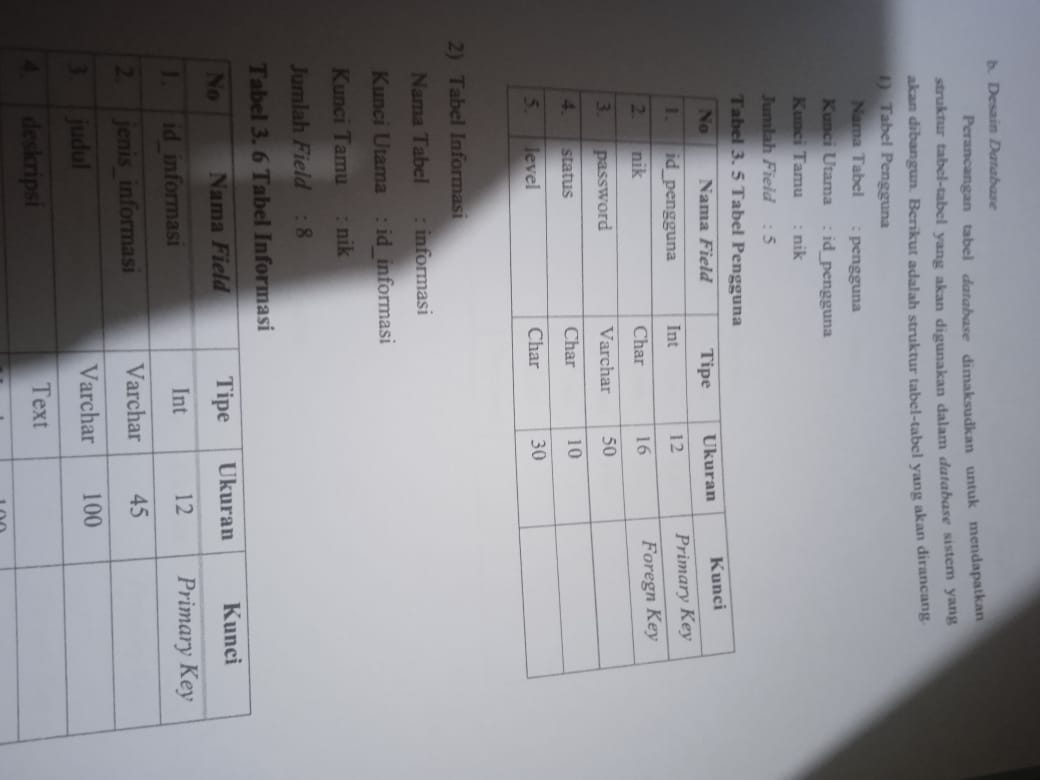 b. Desain Database
Perancangan tabel database dimaksudkan untuk mendapatkan
struktur tabel-tabel yang akan digunakan dalam database sistem yang
akan dibangun. Berikut adalah struktur tabel-tabel yang akan dirancang.
1) Tabel Pengguna
Nama Tabel : pengguna
Kunci Utama : id_pengguna
Kunci Tamu : nik
Jumlah Field : 5
Tabel 3. 5 Tabel Pengguna
No Nama Field Tipe Ukuran Kunci
1. id_pengguna Int 12 Primary Key
2. nik Char 16 Foregn Key
3. password Varchar 50
4. status Char 10
5. level Char 30
2) Tabel Informasi
Nama Tabel : informasi
Kunci Utama : id_informasi
Kunci Tamu : nik
Jumlah Field : 8
Tabel 3. 6 Tabel Informasi
No Nama Field Tipe Ukuran Kunci
1. id_informasi Int 12 Primary Key
2. jenis_informasi Varchar 45
3. judul Varchar 100
4. deskripsi Text